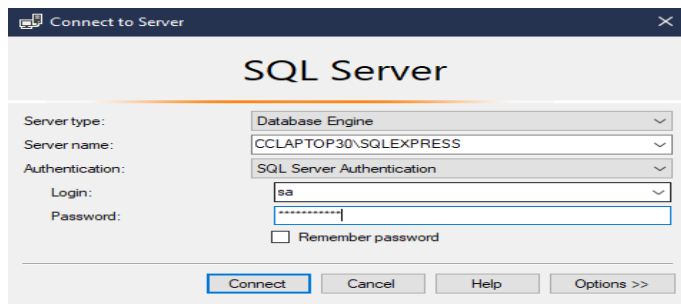 Connect to Server
SQL Server
Server type: Database Engine
Server name: CCLAPTOP30\SQLEXPRESS
Authentication: SQL Server Authentication
Login: sa
Password: ***********
Remember password
Connect Cancel Help Options >>